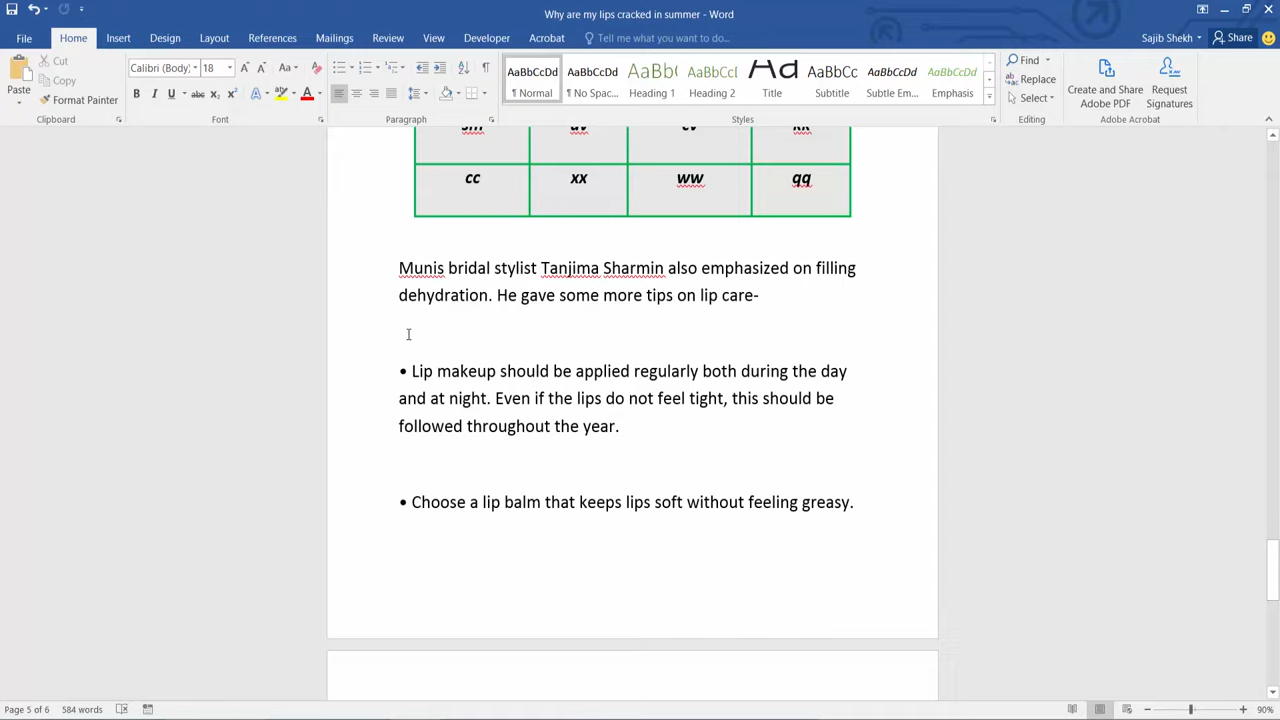 Why are my lips cracked in summer - Word
File Home Insert Design Layout References Mailings Review View Developer Acrobat Tell me what you want to do... Sajib Shekh Share
Paste
Cut
Copy
Format Painter
Clipboard
Calibri (Body) 18
Font
Paragraph
AaBbCcDd
¶ Normal
AaBbCcDd
¶ No Spac...
AaBb(
Heading 1
AaBbCc
Heading 2
Ad
Title
AaBbCc
Subtitle
AaBbCcDd
Subtle Em...
AaBbCcDd
Emphasis
Styles
Find
Replace
Select
Editing
Create and Share
Adobe PDF
Request
Signatures
Adobe Acrobat
cc xx ww qq
Munis bridal stylist Tanjima Sharmin also emphasized on filling
dehydration. He gave some more tips on lip care-
• Lip makeup should be applied regularly both during the day
and at night. Even if the lips do not feel tight, this should be
followed throughout the year.
• Choose a lip balm that keeps lips soft without feeling greasy.
Page 5 of 6 584 words 90%